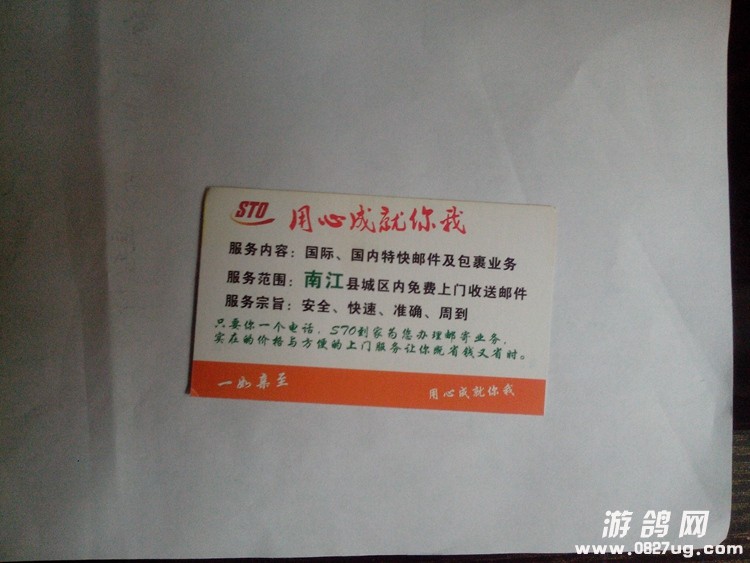 STO 用心成就你我
服务内容：国际、国内特快邮件及包裹业务
服务范围：南江县城区内免费上门收送邮件
服务宗旨：安全、快速、准确、周到
只要你一个电话，STO到家为您办理邮寄业务，
实在的价格与方便的上门服务让你既省钱又省时。
一如亲至 用心成就你我
游鸽网
www.0827ug.com